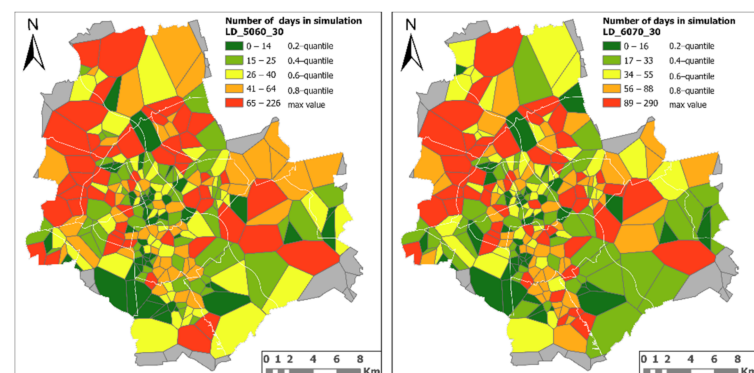 N
Number of days in simulation
LD_5060_30
0 – 14 0.2–quantile
15 – 25 0.4–quantile
26 – 40 0.6–quantile
41 – 64 0.8–quantile
65 – 226 max value
0 1 2 4 6 8
Km
N
Number of days in simulation
LD_6070_30
0 – 16 0.2–quantile
17 – 33 0.4–quantile
34 – 55 0.6–quantile
56 – 88 0.8–quantile
89 – 290 max value
0 1 2 4 6 8
Km